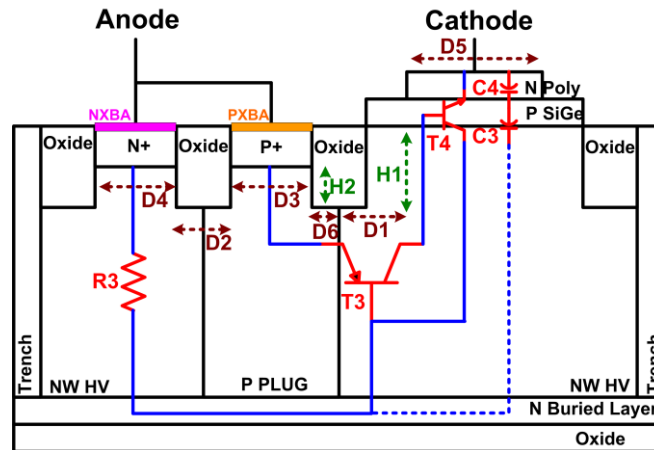 Anode
Cathode
D5
NXBA
PXBA
C4
N Poly
P SiGe
Oxide
N+
Oxide
P+
Oxide
H1
T4
C3
Oxide
H2
D4
D3
D2
D6
D1
R3
T3
Trench
NW HV
P PLUG
NW HV
Trench
N Buried Layer
Oxide